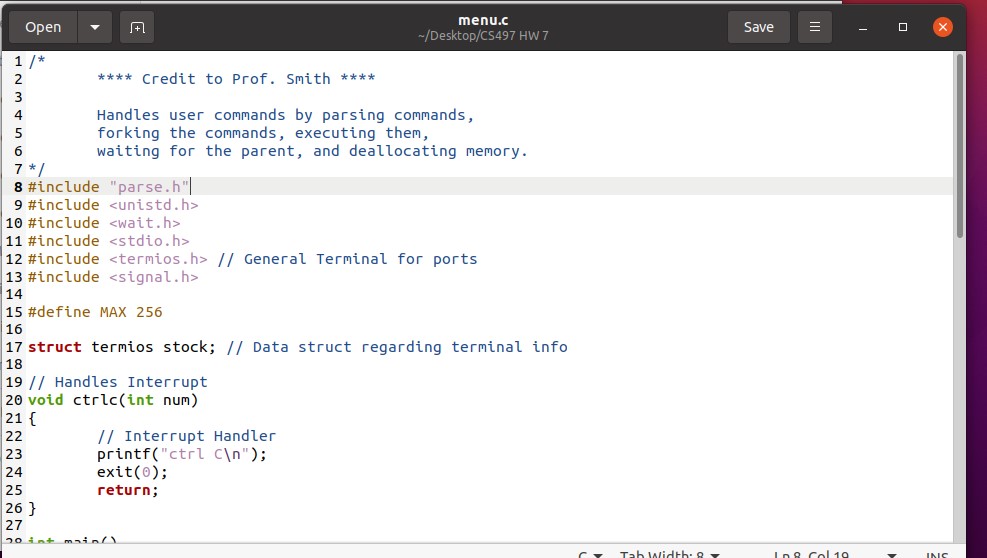 Open
menu.c
~/Desktop/CS497 HW 7
Save
1 /*
2 **** Credit to Prof. Smith ****
3
4 Handles user commands by parsing commands,
5 forking the commands, executing them,
6 waiting for the parent, and deallocating memory.
7 */
8 #include "parse.h"
9 #include <unistd.h>
10 #include <wait.h>
11 #include <stdio.h>
12 #include <termios.h> // General Terminal for ports
13 #include <signal.h>
14
15 #define MAX 256
16
17 struct termios stock; // Data struct regarding terminal info
18
19 // Handles Interrupt
20 void ctrlc(int num)
21 {
22 // Interrupt Handler
23 printf("ctrl C\n");
24 exit(0);
25 return;
26 }
27
28 int main()
C Tab Width: 8 Ln 8, Col 19 INS